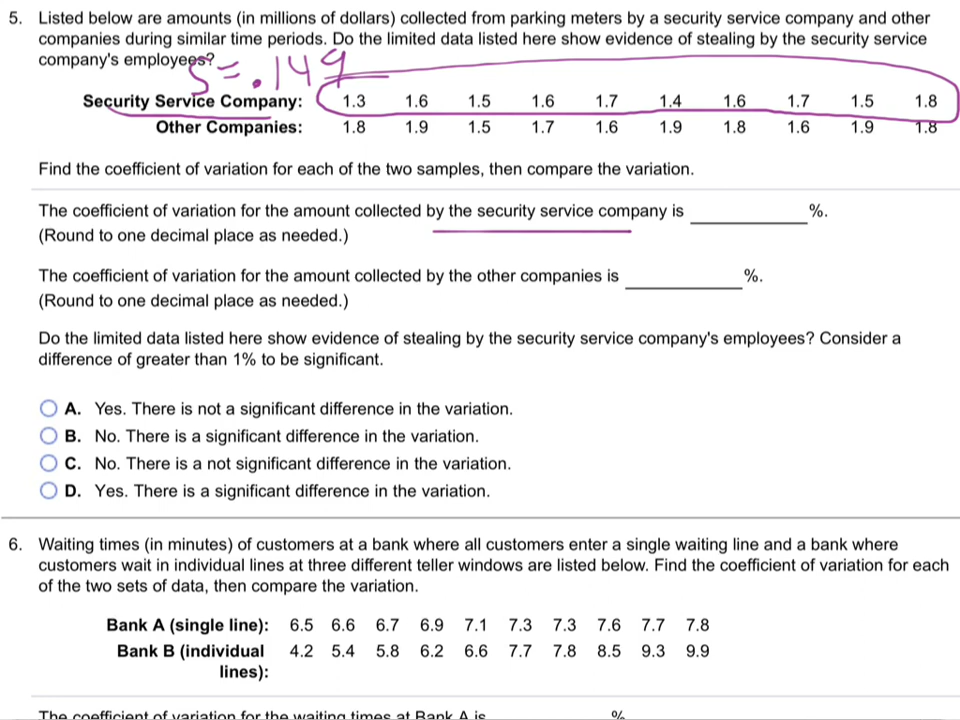 5. Listed below are amounts (in millions of dollars) collected from parking meters by a security service company and other
companies during similar time periods. Do the limited data listed here show evidence of stealing by the security service
company's employees?
s = .149
Security Service Company: 1.3 1.6 1.5 1.6 1.7 1.4 1.6 1.7 1.5 1.8
Other Companies: 1.8 1.9 1.5 1.7 1.6 1.9 1.8 1.6 1.9 1.8
Find the coefficient of variation for each of the two samples, then compare the variation.
The coefficient of variation for the amount collected by the security service company is ____________%.
(Round to one decimal place as needed.)
The coefficient of variation for the amount collected by the other companies is ____________%.
(Round to one decimal place as needed.)
Do the limited data listed here show evidence of stealing by the security service company's employees? Consider a
difference of greater than 1% to be significant.
A. Yes. There is not a significant difference in the variation.
B. No. There is a significant difference in the variation.
C. No. There is a not significant difference in the variation.
D. Yes. There is a significant difference in the variation.
6. Waiting times (in minutes) of customers at a bank where all customers enter a single waiting line and a bank where
customers wait in individual lines at three different teller windows are listed below. Find the coefficient of variation for each
of the two sets of data, then compare the variation.
Bank A (single line): 6.5 6.6 6.7 6.9 7.1 7.3 7.3 7.6 7.7 7.8
Bank B (individual 4.2 5.4 5.8 6.2 6.6 7.7 7.8 8.5 9.3 9.9
lines):
The coefficient of variation for the waiting times at Bank A is %